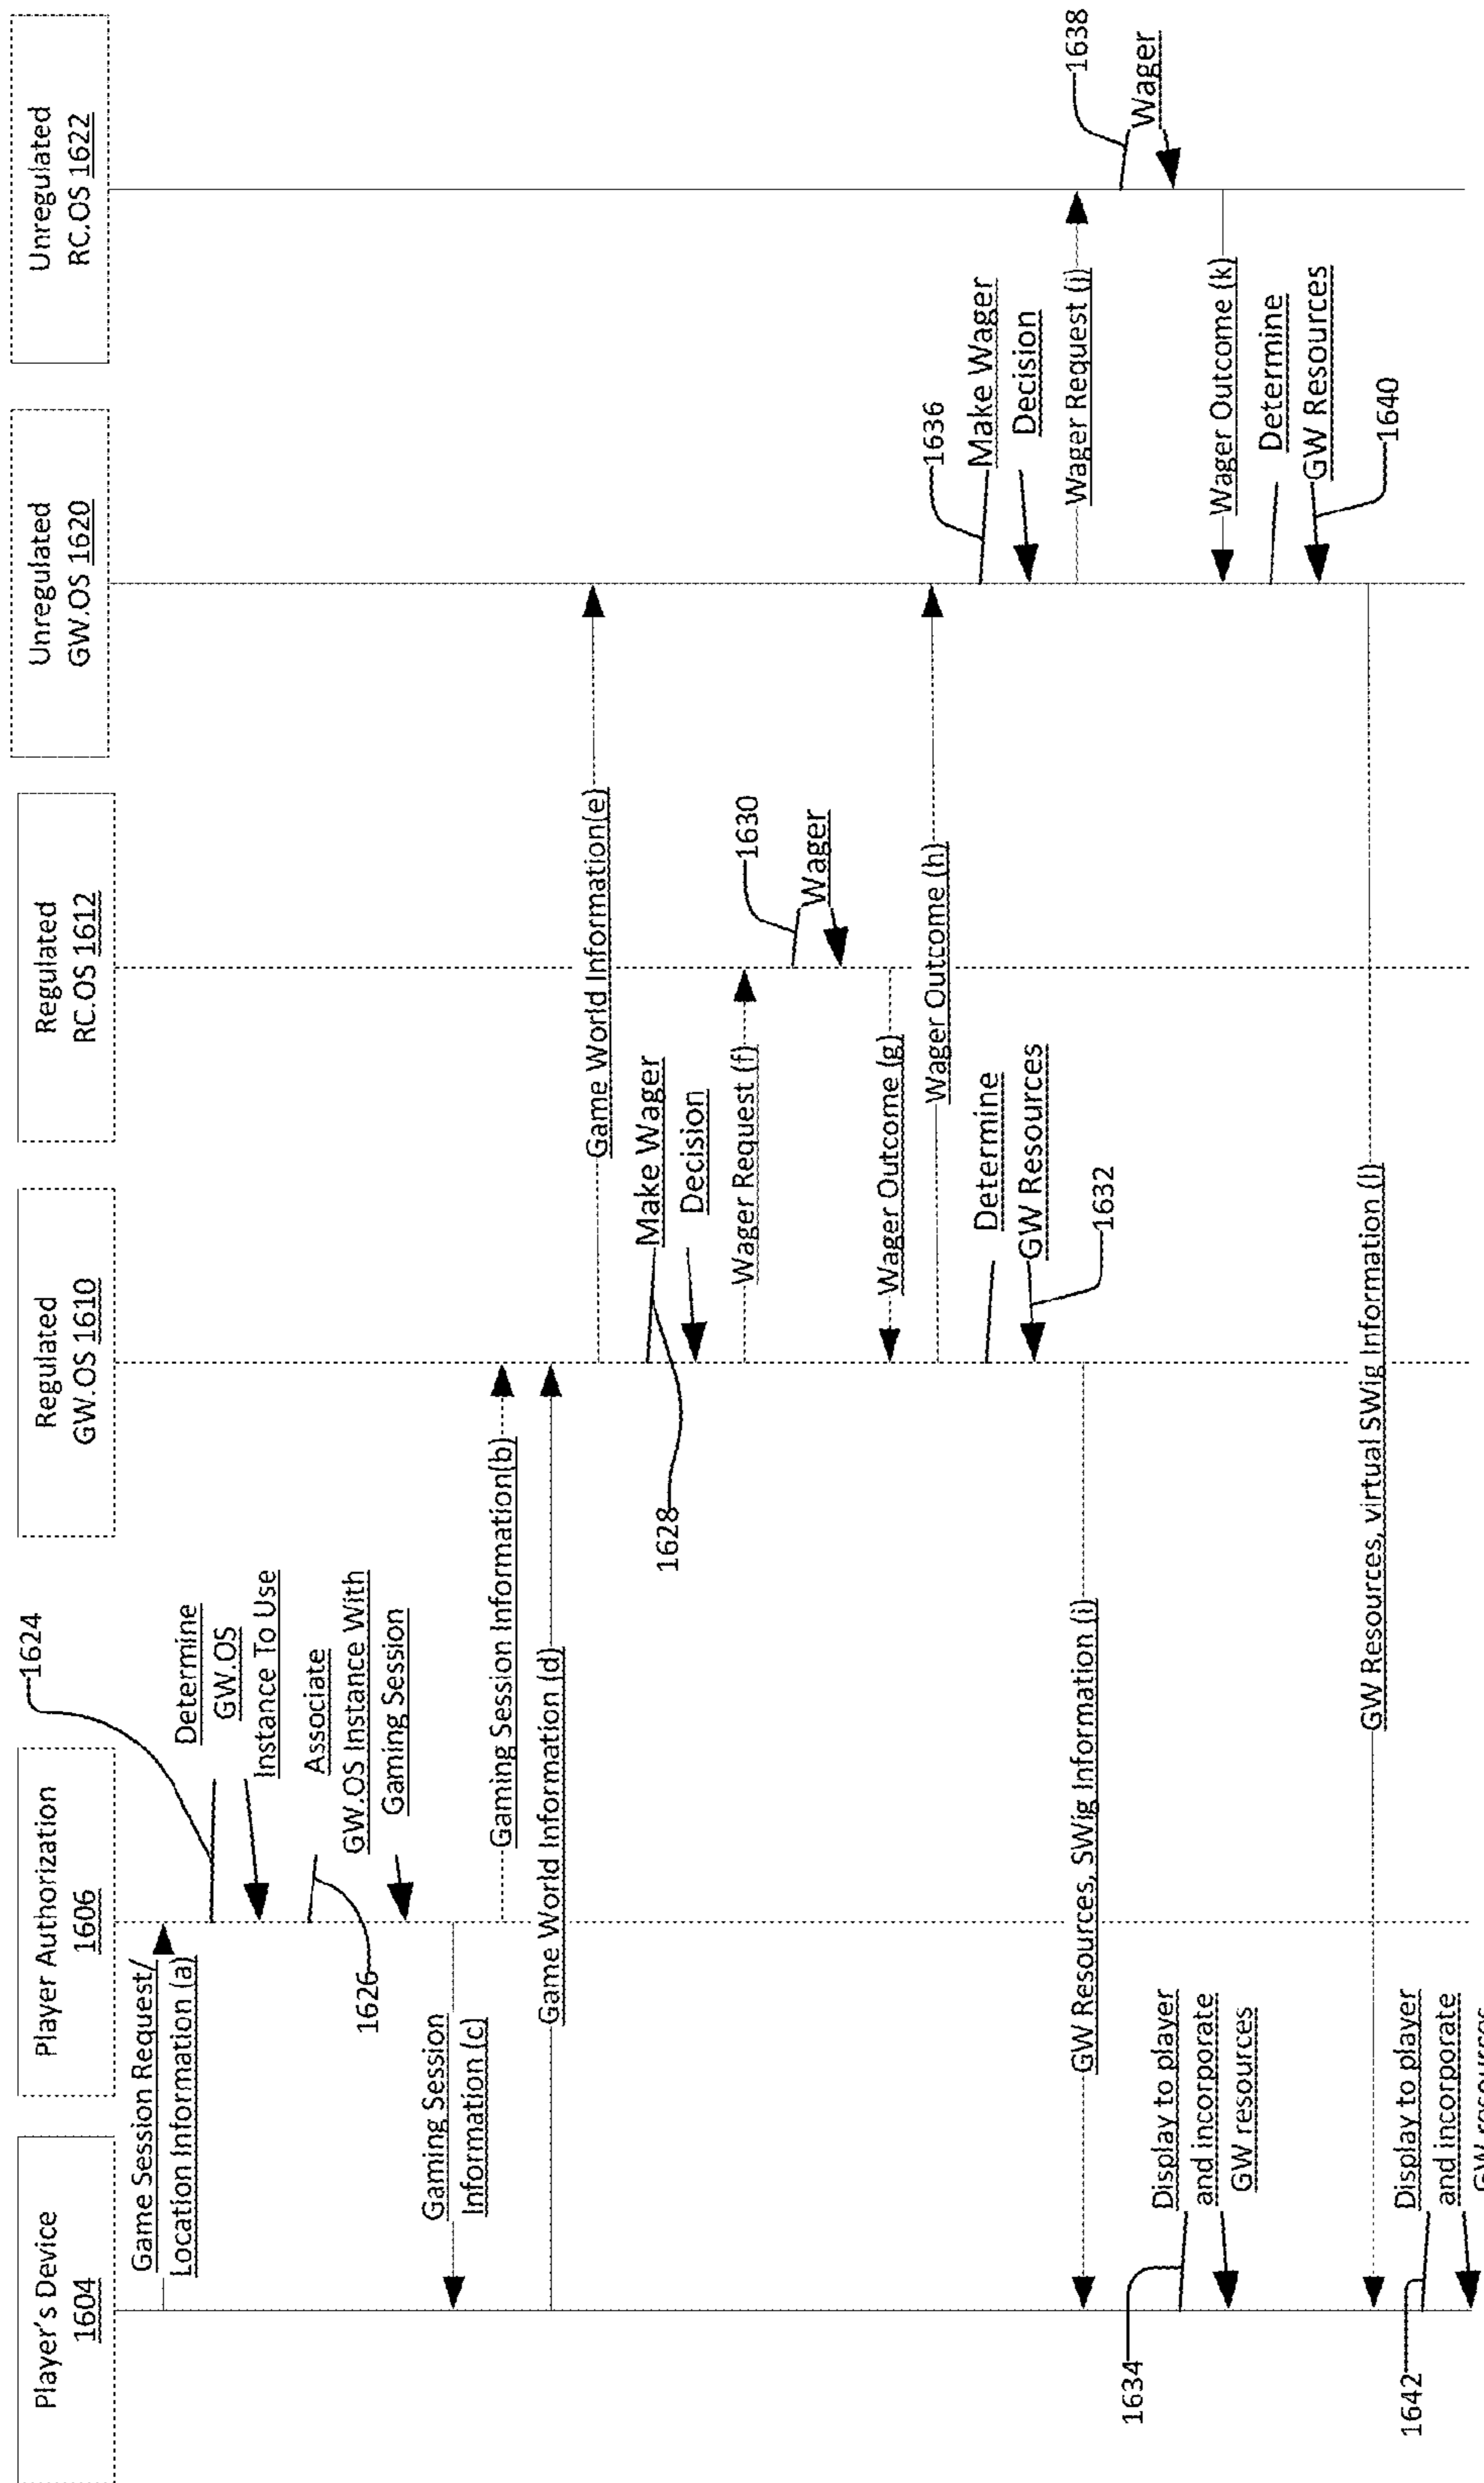 Player's Device
1604
Player Authorization
1606
Regulated
GW.OS 1610
Regulated
RC.OS 1612
Unregulated
GW.OS 1620
Unregulated
RC.OS 1622
Game Session Request/
Location Information (a)
1624
Determine
GW.OS
Instance To Use
Associate
GW.OS Instance With
Gaming Session
1626
Gaming Session
Information (c)
Gaming Session Information(b)
Game World Information (d)
Game World Information(e)
Make Wager
Decision
1628
Wager Request (f)
1630
Wager
Wager Outcome (g)
Wager Outcome (h)
Determine
GW Resources
1632
1636
Make Wager
Decision
GW Resources, SWig Information (i)
Wager Request (j)
1638
Wager
1634
Display to player
and incorporate
GW resources
Wager Outcome (k)
Determine
GW Resources
1640
GW Resources, virtual SWig Information (l)
1642
Display to player
and incorporate
GW resources